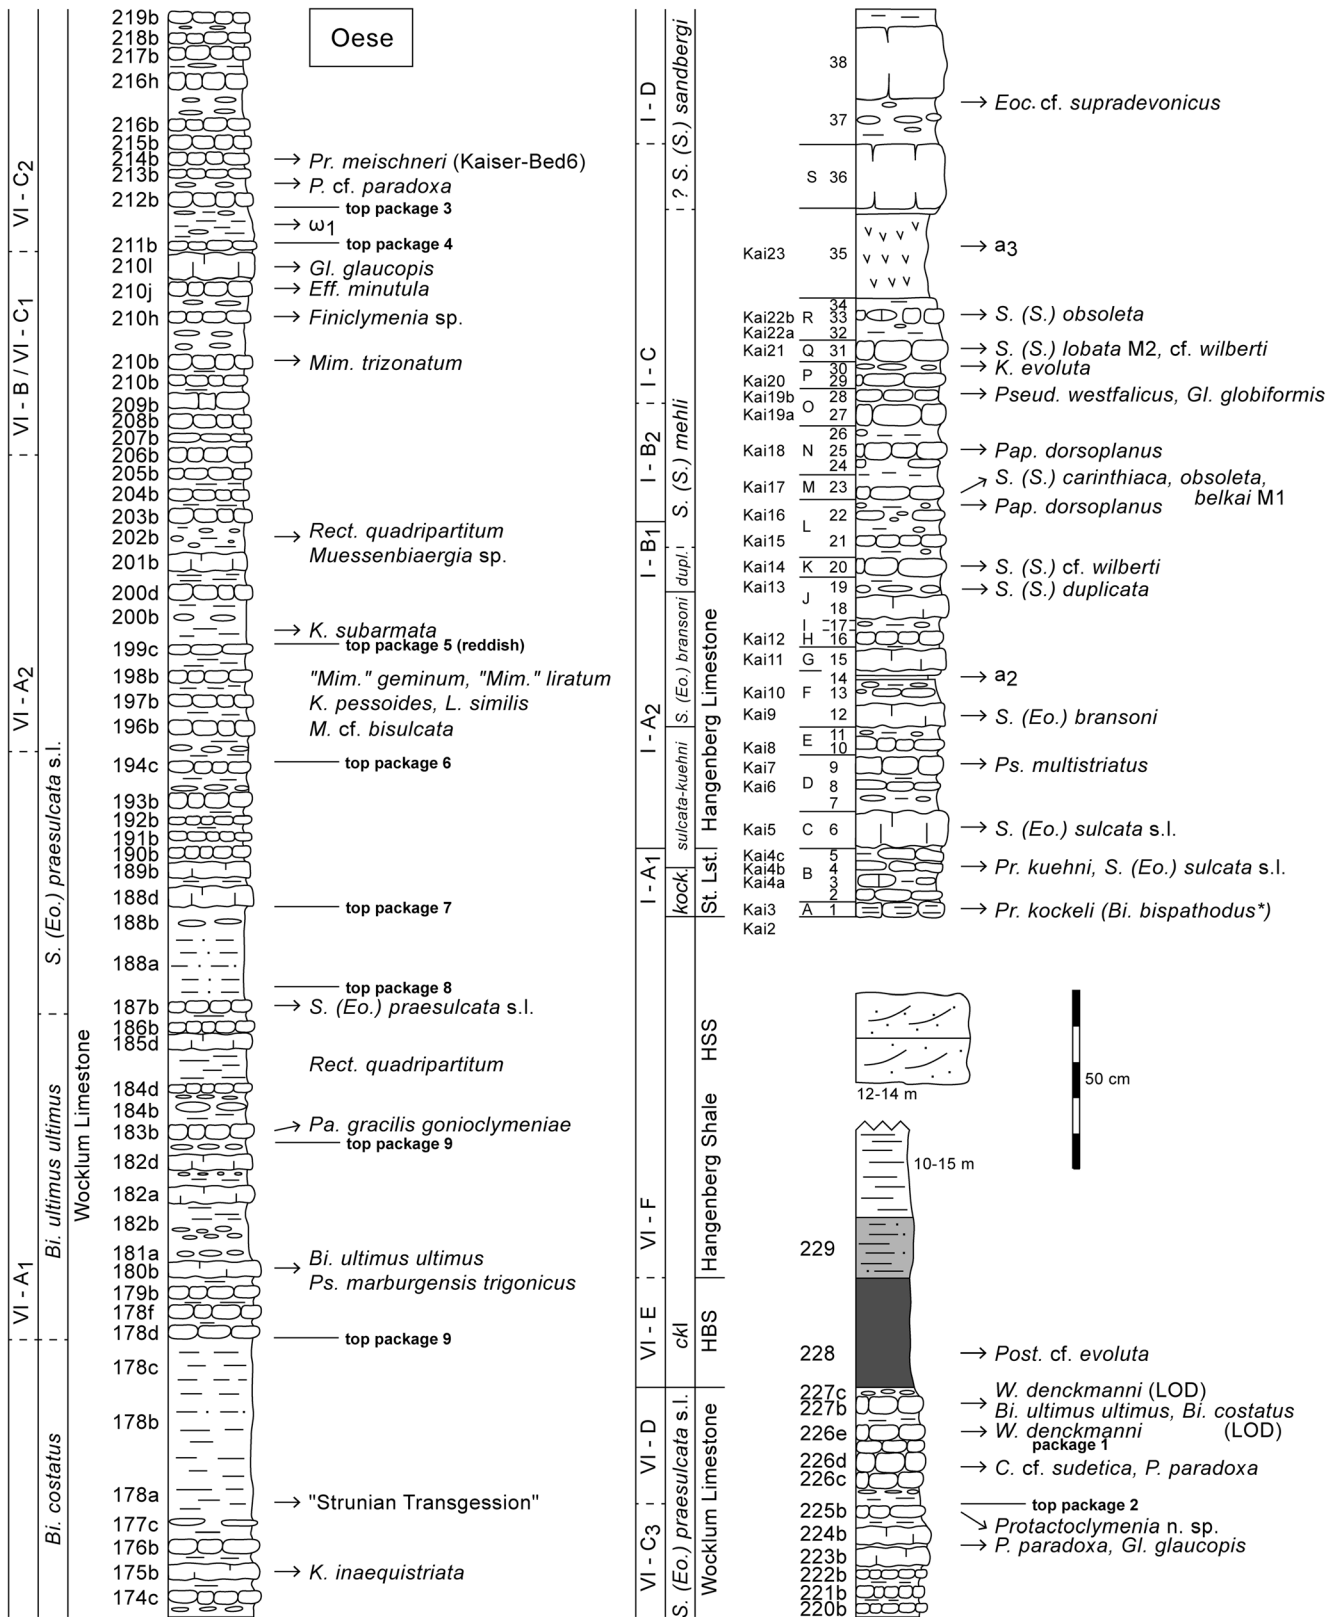 Oese
VI - C2
VI - B / VI - C1
VI - A2
VI - A1
S. (Eo.) praesulcata s.l.
Bi. ultimus ultimus
Bi. costatus
Wocklum Limestone
219b
218b
217b
216h
216b
215b
214b
213b
212b
211b
210l
210j
210h
210b
210b
209b
208b
207b
206b
205b
204b
203b
202b
201b
200d
200b
199c
198b
197b
196b
194c
193b
192b
191b
190b
189b
188d
188b
188a
187b
186b
185d
184d
184b
183b
182d
182a
182b
181a
180b
179b
178f
178d
178c
178b
178a
177c
176b
175b
174c
Pr. meischneri (Kaiser-Bed6)
P. cf. paradoxa
top package 3
ω1
top package 4
Gl. glaucopis
Eff. minutula
Finiclymenia sp.
Mim. trizonatum
Rect. quadripartitum
Muessenbiaergia sp.
K. subarmata
top package 5 (reddish)
"Mim." geminum, "Mim." liratum
K. pessoides, L. similis
M. cf. bisulcata
top package 6
top package 7
top package 8
S. (Eo.) praesulcata s.l.
Rect. quadripartitum
Pa. gracilis gonioclymeniae
top package 9
Bi. ultimus ultimus
Ps. marburgensis trigonicus
top package 9
"Strunian Transgession"
K. inaequistriata
I - D
I - C
I - B2
I - B1
I - A2
I - A1
VI - F
VI - E
VI - D
VI - C3
? S. (S.) sandbergi
S. (S.) mehli
dupl.
S. (Eo.) bransoni
sulcata-kuehni
kock.
ckI
S. (Eo.) praesulcata s.l.
Hangenberg Limestone
St. Lst.
HSS
Hangenberg Shale
HBS
Wocklum Limestone
Kai23
Kai22b
Kai22a
Kai21
Kai20
Kai19b
Kai19a
Kai18
Kai17
Kai16
Kai15
Kai14
Kai13
Kai12
Kai11
Kai10
Kai9
Kai8
Kai7
Kai6
Kai5
Kai4c
Kai4b
Kai4a
Kai3
Kai2
S
R
Q
P
O
N
M
L
K
J
I
H
G
F
E
D
C
B
A
38
37
36
35
34
33
32
31
30
29
28
27
26
25
24
23
22
21
20
19
18
17
16
15
14
13
12
11
10
9
8
7
6
5
4
3
2
1
Eoc. cf. supradevonicus
a3
S. (S.) obsoleta
S. (S.) lobata M2, cf. wilberti
K. evoluta
Pseud. westfalicus, Gl. globiformis
Pap. dorsoplanus
S. (S.) carinthiaca, obsoleta,
belkai M1
Pap. dorsoplanus
S. (S.) cf. wilberti
S. (S.) duplicata
a2
S. (Eo.) bransoni
Ps. multistriatus
S. (Eo.) sulcata s.l.
Pr. kuehni, S. (Eo.) sulcata s.l.
Pr. kockeli (Bi. bispathodus*)
12-14 m
50 cm
10-15 m
229
228
227c
227b
226e
226d
226c
225b
224b
223b
222b
221b
220b
Post. cf. evoluta
W. denckmanni (LOD)
Bi. ultimus ultimus, Bi. costatus
W. denckmanni (LOD)
package 1
C. cf. sudetica, P. paradoxa
top package 2
Protactoclymenia n. sp.
P. paradoxa, Gl. glaucopis